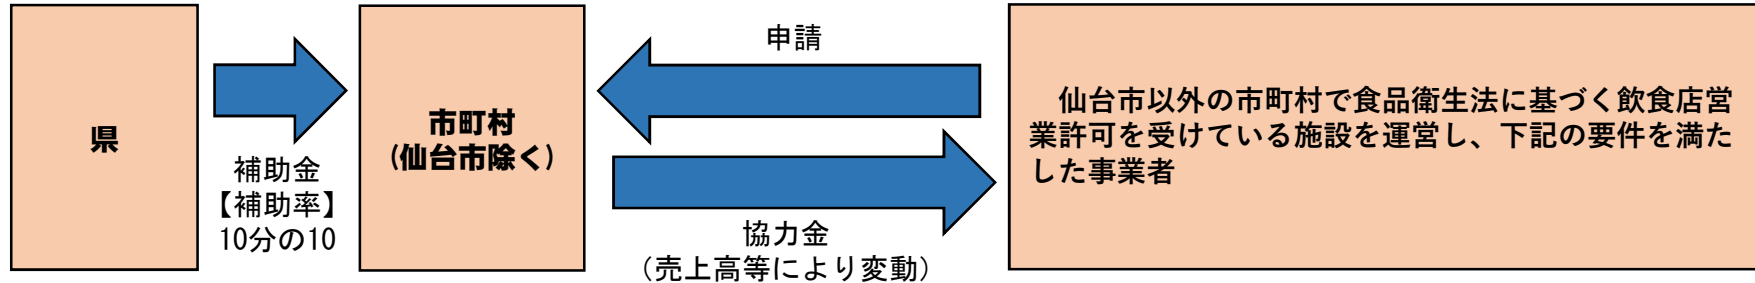 県
補助金
【補助率】
10分の10
市町村
(仙台市除く)
申請
協力金
(売上高等により変動)
仙台市以外の市町村で食品衛生法に基づく飲食店営
業許可を受けている施設を運営し、下記の要件を満た
した事業者